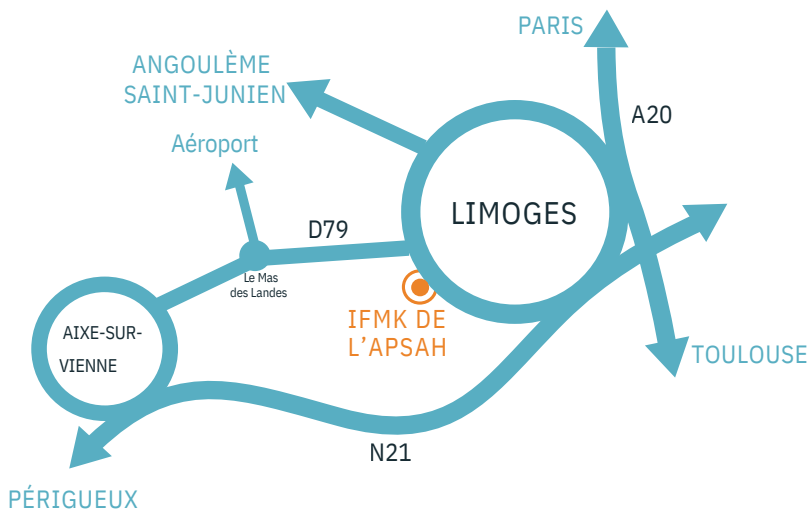 PARIS
ANGOULÈME
SAINT-JUNIEN
A20
Aéroport
LIMOGES
D79
Le Mas
des Landes
IFMK DE
L'APSAH
AIXE-SUR-
VIENNE
TOULOUSE
N21
PÉRIGUEUX